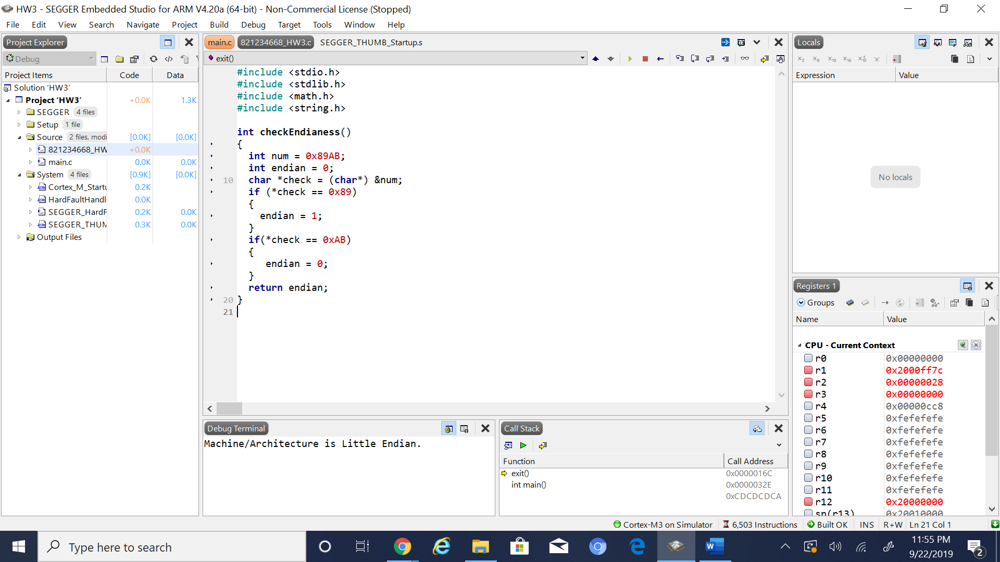 HW3 - SEGGER Embedded Studio for ARM V4.20a (64-bit) - Non-Commercial License (Stopped)
File Edit View Search Navigate Project Build Debug Target Tools Window Help
Project Explorer
Debug
Project Items Code Data
Solution ‘HW3’
Project ‘HW3’ +0.0K 1.3K
SEGGER 4 files
Setup 1 file
Source 2 files, modi [0.0K] [0.0K]
821234668_HW +0.0K
main.c 0.0K 0.0K
System 4 files [0.9K] [0.0K]
Cortex_M_Startu 0.2K
HardFaultHandl 0.0K
SEGGER_HardF 0.2K 0.0K
SEGGER_THUM 0.3K 0.0K
Output Files
main.c 821234668_HW3.c SEGGER_THUMB_Startup.s
exit()
#include <stdio.h>
#include <stdlib.h>
#include <math.h>
#include <string.h>
int checkEndianess()
{
int num = 0x89AB;
int endian = 0;
10 char *check = (char*) &num;
if (*check == 0x89)
{
endian = 1;
}
if(*check == 0xAB)
{
endian = 0;
}
return endian;
20 }
21
Debug Terminal
Machine/Architecture is Little Endian.
Call Stack
Function Call Address
exit() 0x0000016C
int main() 0x0000032E
0xCDCDCDCA
Locals
X2 X8 X10 X16 X±10 'X'
Expression Value
No locals
Registers 1
Groups
Name Value
CPU - Current Context
r0 0x00000000
r1 0x2000ff7c
r2 0x00000028
r3 0x00000000
r4 0x00000cc8
r5 0xfefefefe
r6 0xfefefefe
r7 0xfefefefe
r8 0xfefefefe
r9 0xfefefefe
r10 0xfefefefe
r11 0xfefefefe
r12 0x20000000
sp(r13) 0x20010000
Cortex-M3 on Simulator 6,503 Instructions Built OK INS R+W Ln 21 Col 1
Type here to search
11:55 PM
9/22/2019
2